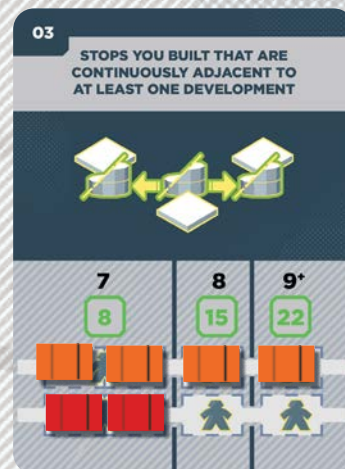 03
STOPS YOU BUILT THAT ARE
CONTINUOUSLY ADJACENT TO
AT LEAST ONE DEVELOPMENT
7 8 9+
8 15 22